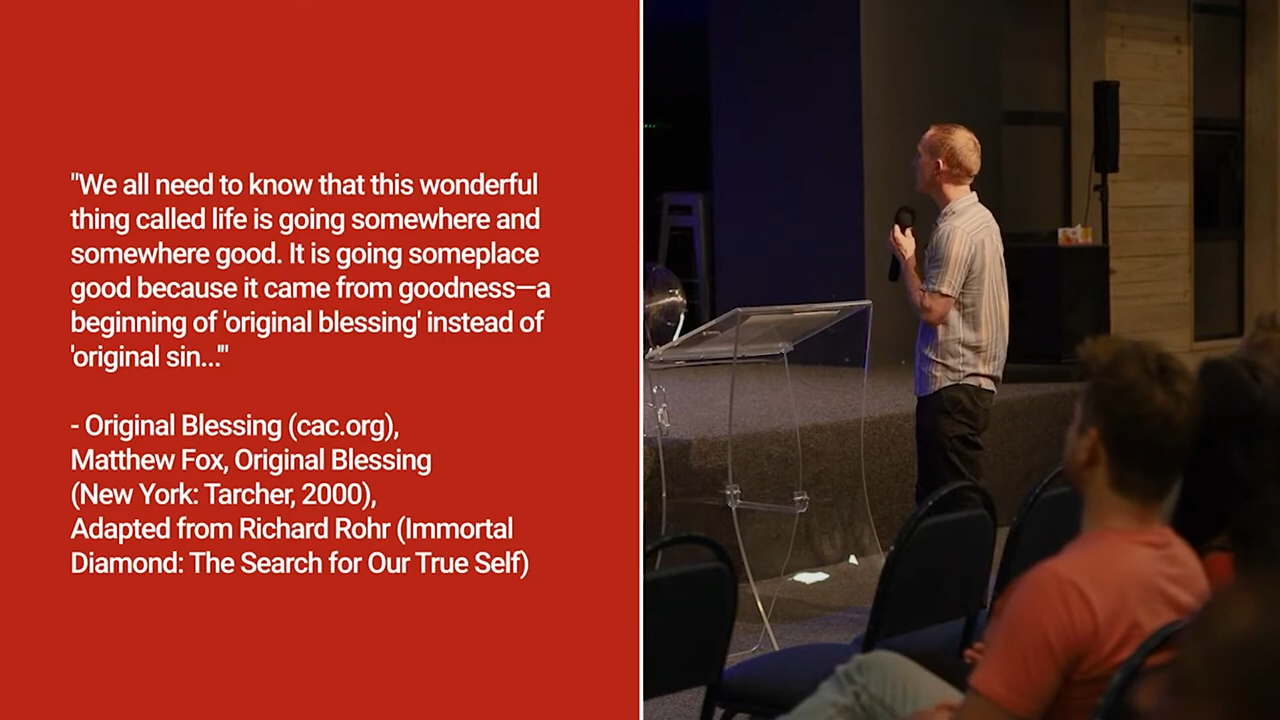 "We all need to know that this wonderful
thing called life is going somewhere and
somewhere good. It is going someplace
good because it came from goodness—a
beginning of 'original blessing' instead of
'original sin...'"
- Original Blessing (cac.org),
Matthew Fox, Original Blessing
(New York: Tarcher, 2000),
Adapted from Richard Rohr (Immortal
Diamond: The Search for Our True Self)